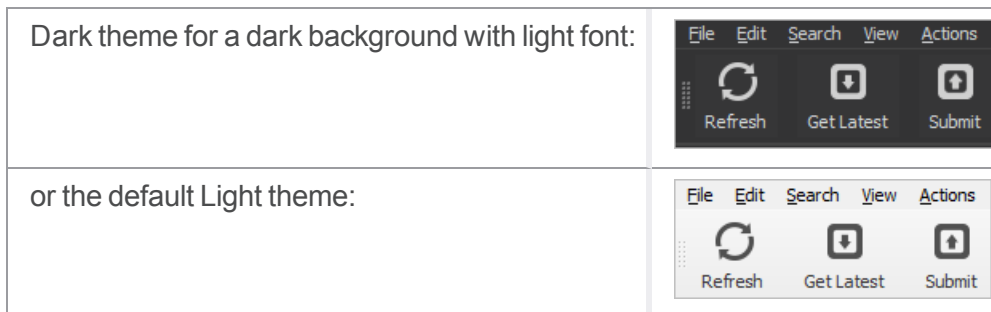 Dark theme for a dark background with light font:
File Edit Search View Actions
Refresh Get Latest Submit
or the default Light theme:
File Edit Search View Actions
Refresh Get Latest Submit